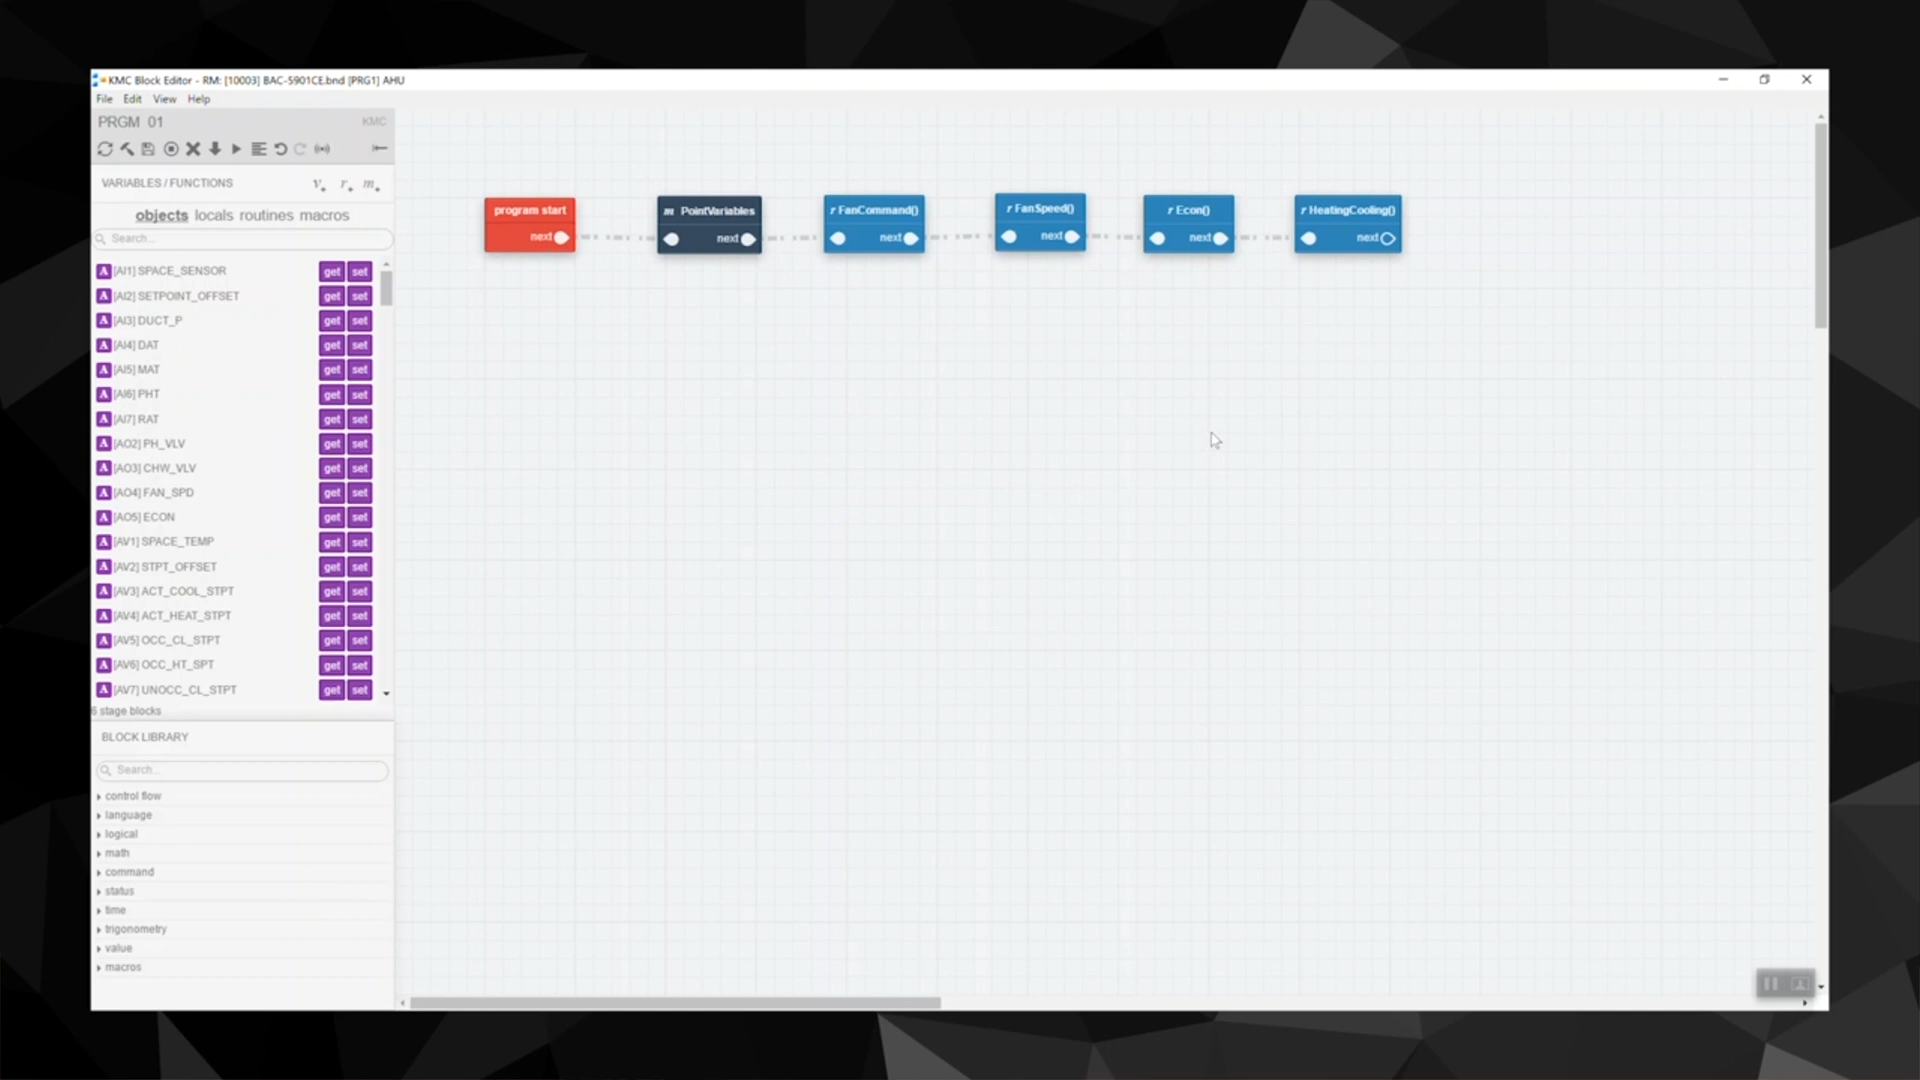 KMC Block Editor - RM: [10003] BAC-5901CE.bnd [PRG1] AHU
File Edit View Help
PRGM 01 KMC
VARIABLES / FUNCTIONS v+ r+ m+
objects locals routines macros
Search...
A [AI1] SPACE_SENSOR get set
A [AI2] SETPOINT_OFFSET get set
A [AI3] DUCT_P get set
A [AI4] DAT get set
A [AI5] MAT get set
A [AI6] PHT get set
A [AI7] RAT get set
A [AO2] PH_VLV get set
A [AO3] CHW_VLV get set
A [AO4] FAN_SPD get set
A [AO5] ECON get set
A [AV1] SPACE_TEMP get set
A [AV2] STPT_OFFSET get set
A [AV3] ACT_COOL_STPT get set
A [AV4] ACT_HEAT_STPT get set
A [AV5] OCC_CL_STPT get set
A [AV6] OCC_HT_SPT get set
A [AV7] UNOCC_CL_STPT get set
6 stage blocks
BLOCK LIBRARY
Search...
control flow
language
logical
math
command
status
time
trigonometry
value
macros
program start
next
m PointVariables
next
r FanCommand()
next
r FanSpeed()
next
r Econ()
next
r HeatingCooling()
next